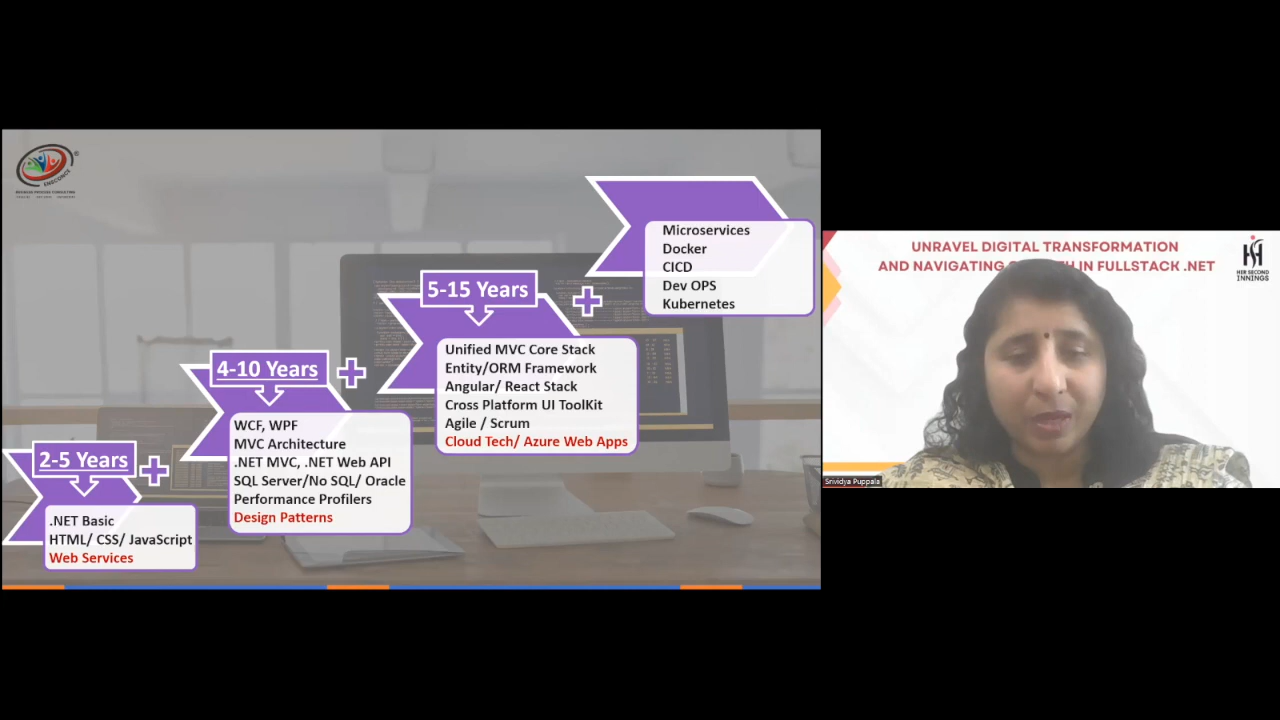 EMBOUNCE
2-5 Years
.NET Basic
HTML/ CSS/ JavaScript
Web Services
4-10 Years
WCF, WPF
MVC Architecture
.NET MVC, .NET Web API
SQL Server/No SQL/ Oracle
Performance Profilers
Design Patterns
5-15 Years
Unified MVC Core Stack
Entity/ORM Framework
Angular/ React Stack
Cross Platform UI ToolKit
Agile / Scrum
Cloud Tech/ Azure Web Apps
Microservices
Docker
CICD
Dev OPS
Kubernetes
UNRAVEL DIGITAL TRANSFORMATION
AND NAVIGATING IN FULLSTACK .NET
HER SECOND
INNINGS
Srividya Puppala